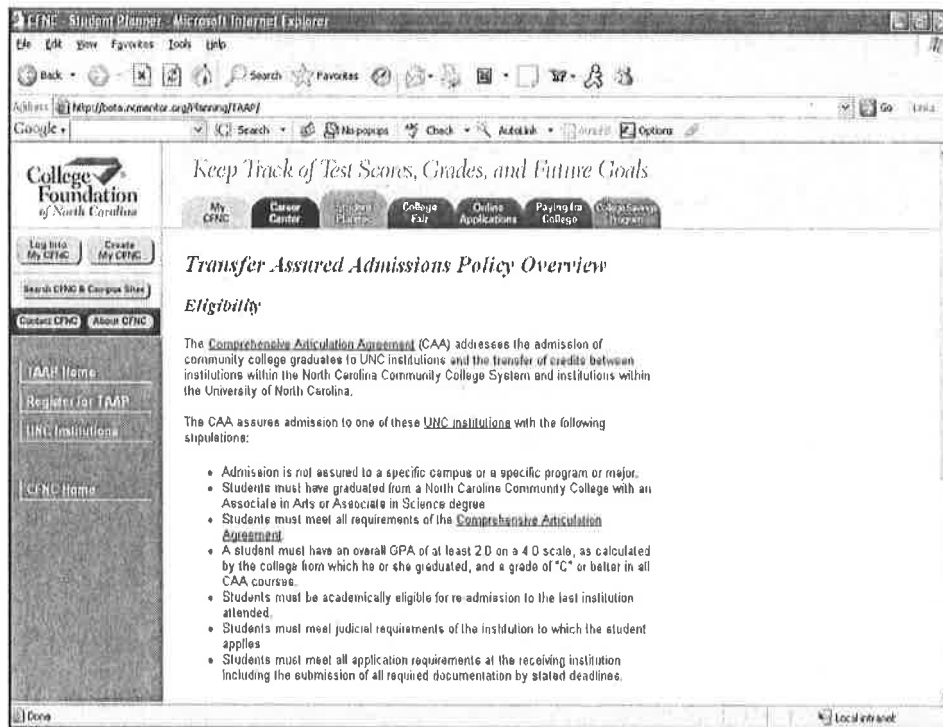 CFNC - Student Planner - Microsoft Internet Explorer
File Edit View Favorites Tools Help
Back Search Favorites
Address http://beta.ncmentor.org/Planning/TAAP/ Go Links
Google Search No popups Check AutoLink AutoFill Options
College
Foundation
of North Carolina
Keep Track of Test Scores, Grades, and Future Goals
My
CFNC
Career
Center
Student
Planner
College
Fair
Online
Applications
Paying for
College
College Savings
Program
Log Into
My CFNC
Create
My CFNC
Search CFNC & Campus Sites
Contact CFNC About CFNC
TAAP Home
Register for TAAP
UNC Institutions
CFNC Home
Transfer Assured Admissions Policy Overview
Eligibility
The Comprehensive Articulation Agreement (CAA) addresses the admission of
community college graduates to UNC institutions and the transfer of credits between
institutions within the North Carolina Community College System and institutions within
the University of North Carolina.
The CAA assures admission to one of these UNC institutions with the following
stipulations:
• Admission is not assured to a specific campus or a specific program or major.
• Students must have graduated from a North Carolina Community College with an
Associate in Arts or Associate in Science degree
• Students must meet all requirements of the Comprehensive Articulation
Agreement.
• A student must have an overall GPA of at least 2.0 on a 4.0 scale, as calculated
by the college from which he or she graduated, and a grade of "C" or better in all
CAA courses.
• Students must be academically eligible for re-admission to the last institution
attended.
• Students must meet judicial requirements of the institution to which the student
applies
• Students must meet all application requirements at the receiving institution
including the submission of all required documentation by stated deadlines.
Done
Local intranet